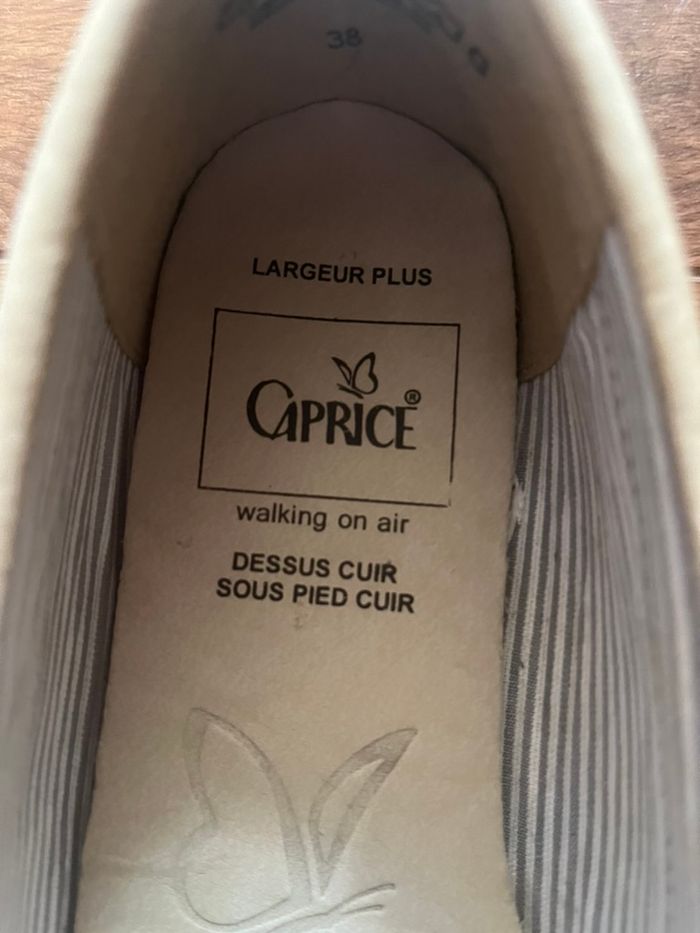 38
LARGEUR PLUS
CAPRICE®
walking on air
DESSUS CUIR
SOUS PIED CUIR